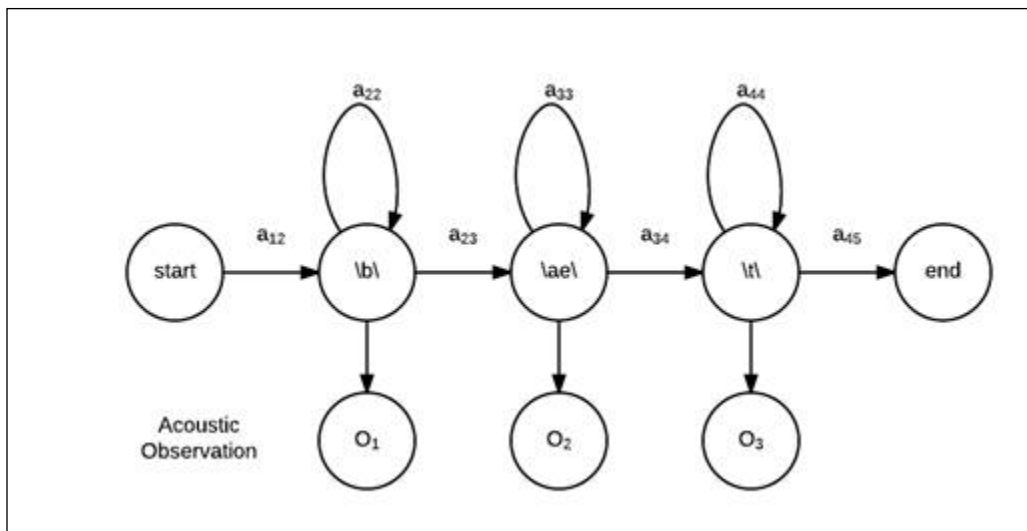 a₂₂ a₃₃ a₄₄
a₁₂ a₂₃ a₃₄ a₄₅
start \b\ \ae\ \t\ end
Acoustic
Observation
O₁ O₂ O₃